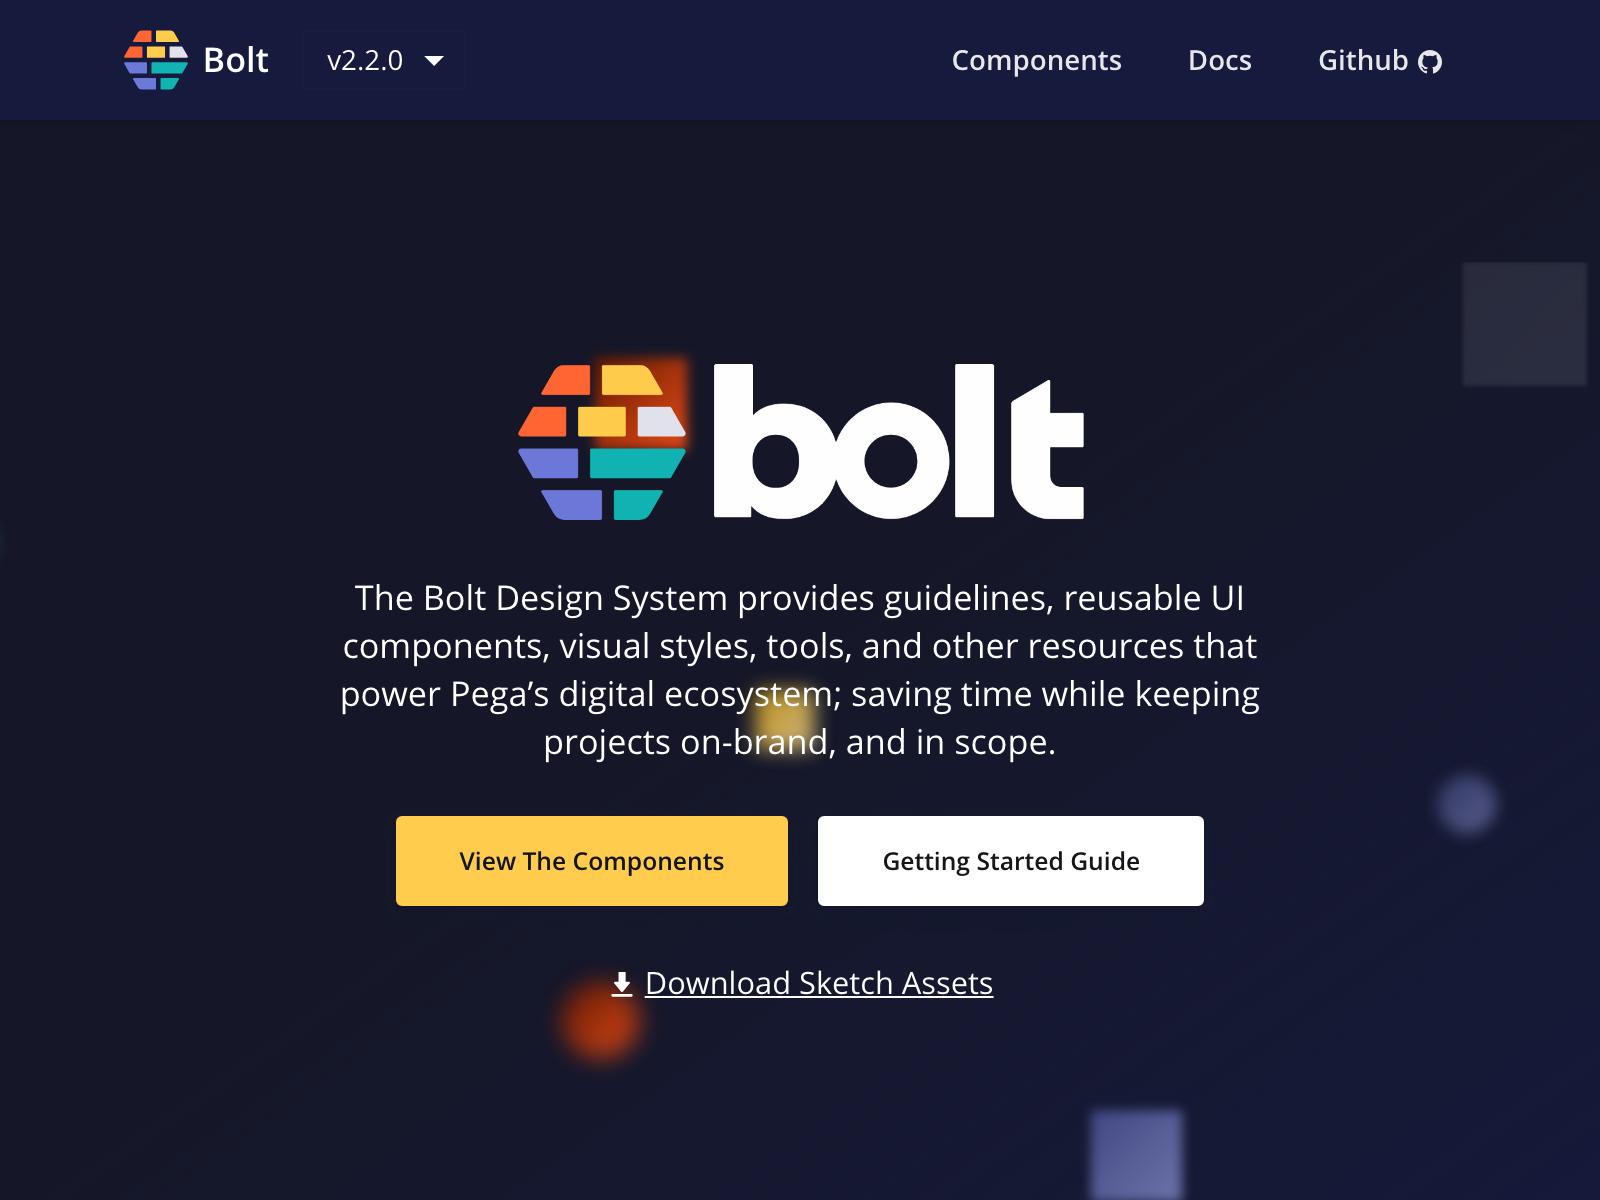 Bolt
v2.2.0
Components
Docs
Github
bolt
The Bolt Design System provides guidelines, reusable UI
components, visual styles, tools, and other resources that
power Pega’s digital ecosystem; saving time while keeping
projects on-brand, and in scope.
View The Components
Getting Started Guide
Download Sketch Assets